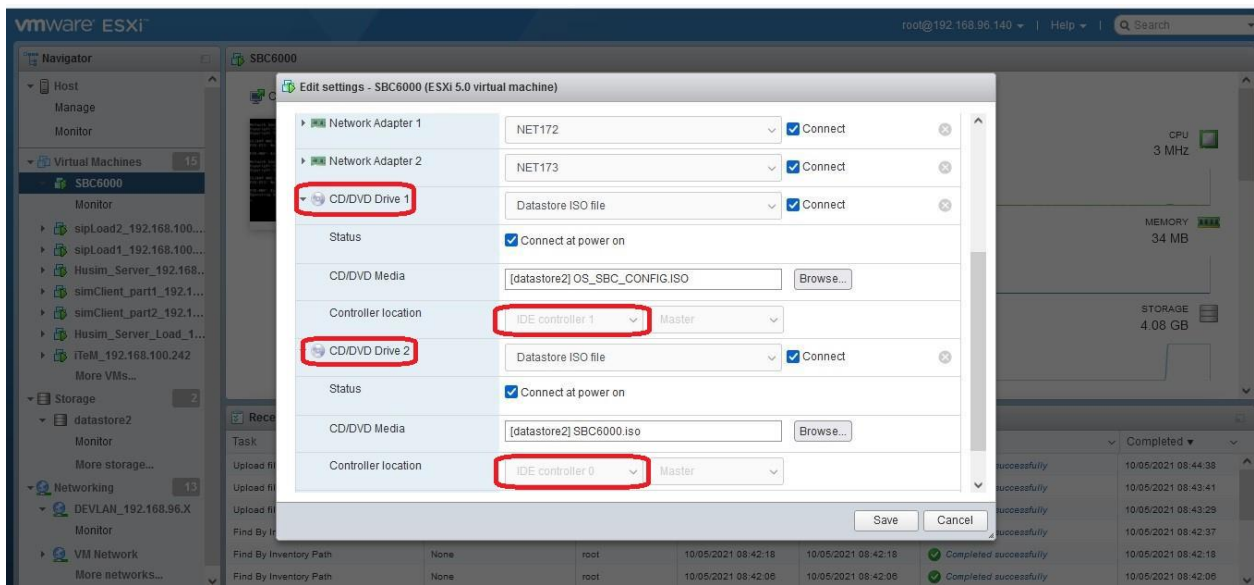 vmware ESXi™
root@192.168.96.140 | Help | Search
Navigator
SBC6000
Host
Manage
Monitor
Virtual Machines 15
SBC6000
Monitor
sipLoad2_192.168.100....
sipLoad1_192.168.100....
Husim_Server_192.168...
simClient_part1_192.1...
simClient_part2_192.1...
Husim_Server_Load_1...
iTeM_192.168.100.242
More VMs...
Storage 2
datastore2
Monitor
More storage...
Networking 13
DEVLAN_192.168.96.X
Monitor
VM Network
More networks...
Edit settings - SBC6000 (ESXi 5.0 virtual machine)
Network Adapter 1 NET172 Connect
Network Adapter 2 NET173 Connect
CD/DVD Drive 1 Datastore ISO file Connect
Status Connect at power on
CD/DVD Media [datastore2] OS_SBC_CONFIG.ISO Browse...
Controller location IDE controller 1 Master
CD/DVD Drive 2 Datastore ISO file Connect
Status Connect at power on
CD/DVD Media [datastore2] SBC6000.iso Browse...
Controller location IDE controller 0 Master
Save Cancel
CPU
3 MHz
MEMORY
34 MB
STORAGE
4.08 GB
Rece
Task Completed
Upload fil successfully 10/05/2021 08:44:38
Upload fil successfully 10/05/2021 08:43:41
Upload fil successfully 10/05/2021 08:43:29
Find By In successfully 10/05/2021 08:42:37
Find By Inventory Path None root 10/05/2021 08:42:18 10/05/2021 08:42:18 Completed successfully 10/05/2021 08:42:18
Find By Inventory Path None root 10/05/2021 08:42:06 10/05/2021 08:42:06 Completed successfully 10/05/2021 08:42:06